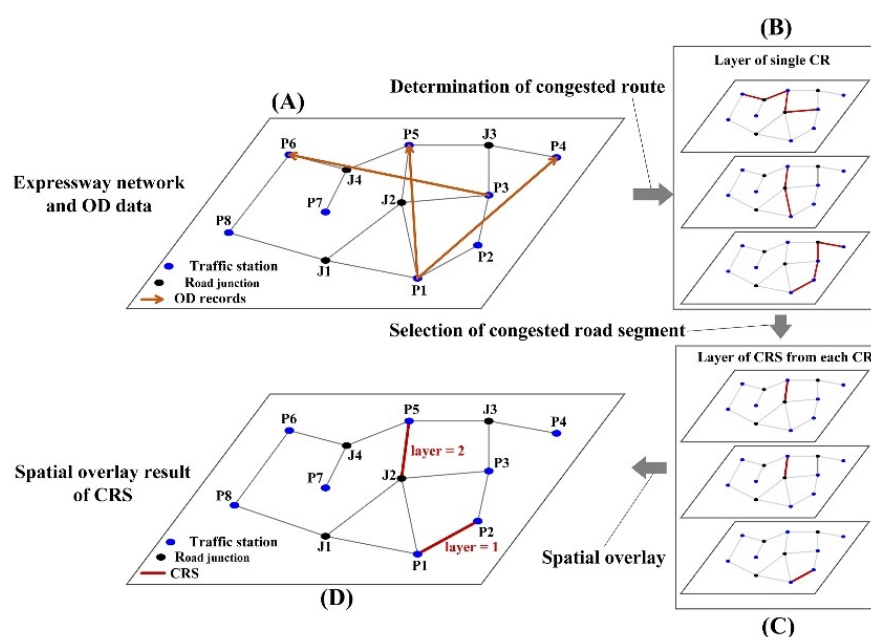 (B)
Layer of single CR
Determination of congested route
(A)
P6
P5
J3
P4
J4
P3
Expressway network
and OD data
P7
J2
P8
P2
J1
P1
Traffic station
Road junction
OD records
Selection of congested road segment
Layer of CRS from each CR
P6
P5
J3
P4
layer = 2
J4
P3
Spatial overlay result
of CRS
P7
J2
P8
P2
J1
layer = 1
P1
Traffic station
Road junction
CRS
Spatial overlay
(D)
(C)